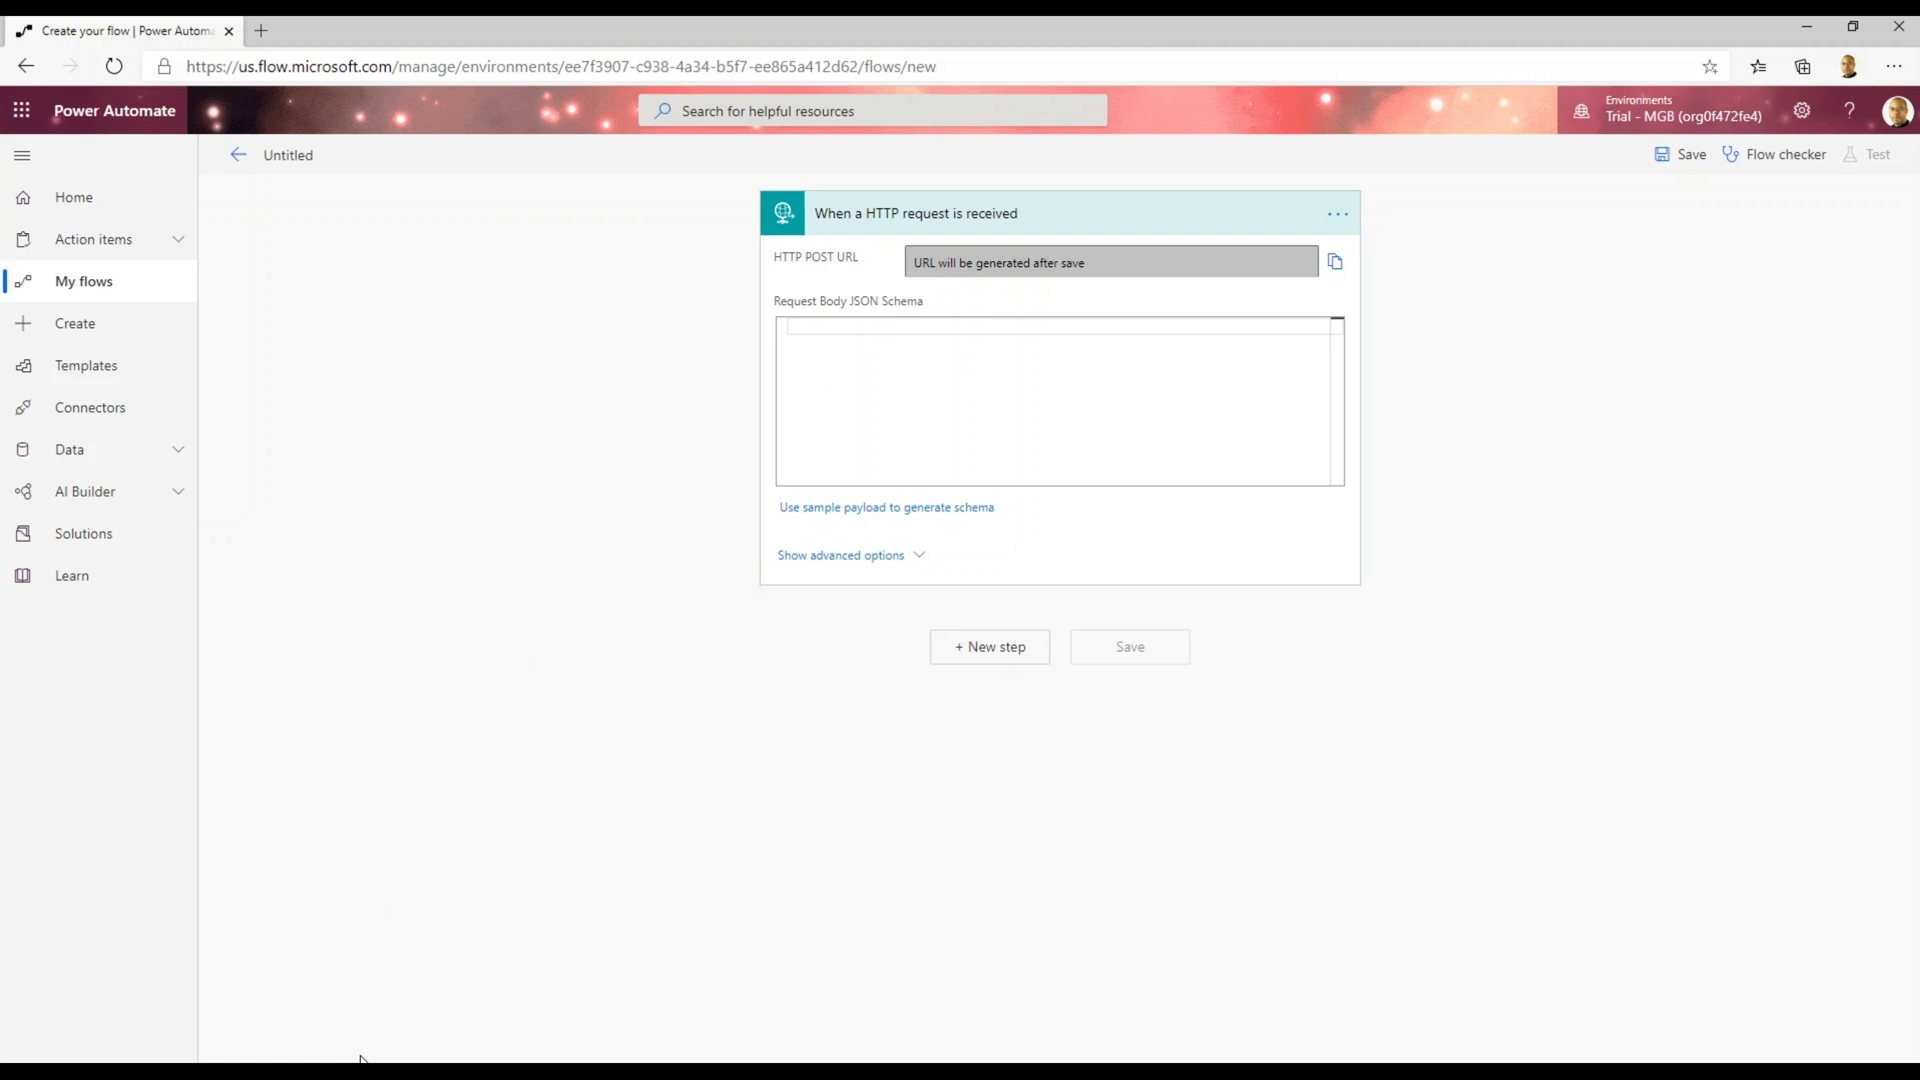 Create your flow | Power Automa
https://us.flow.microsoft.com/manage/environments/ee7f3907-c938-4a34-b5f7-ee865a412d62/flows/new
Power Automate
Search for helpful resources
Environments
Trial - MGB (org0f472fe4)
?
Untitled
Save
Flow checker
Test
Home
Action items
My flows
Create
Templates
Connectors
Data
AI Builder
Solutions
Learn
When a HTTP request is received
HTTP POST URL
URL will be generated after save
Request Body JSON Schema
Use sample payload to generate schema
Show advanced options
+ New step
Save